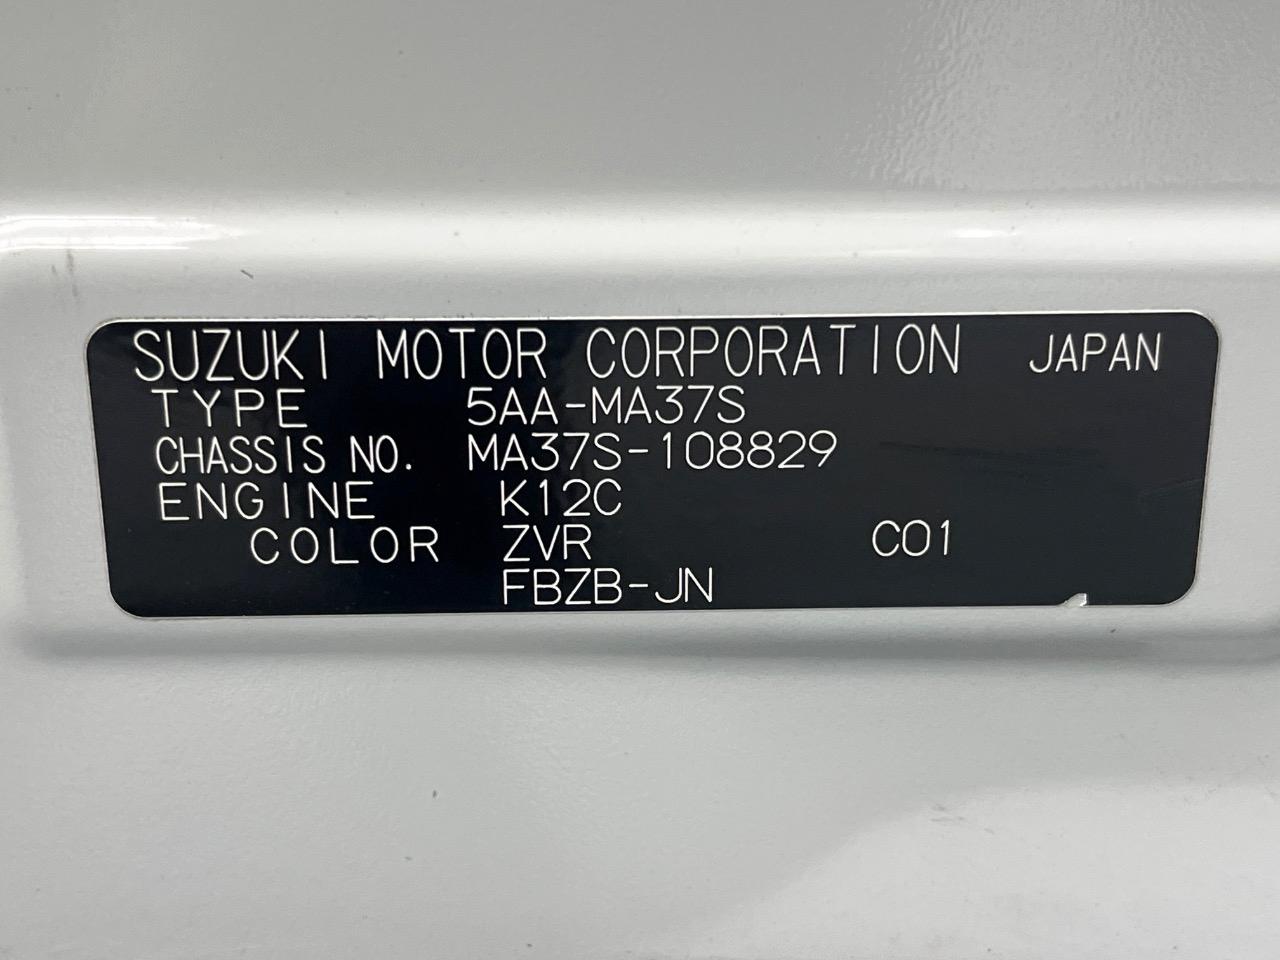 SUZUKI MOTOR CORPORATION JAPAN
TYPE 5AA-MA37S
CHASSIS NO. MA37S-108829
ENGINE K12C
COLOR ZVR C01
FBZB-JN